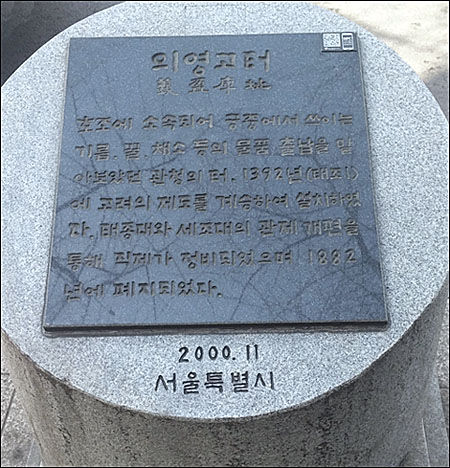 의영고터
義盈庫址
호조에 소속되어 궁중에서 쓰이는
기름, 꿀, 채소 등의 물품 출납을 맡
아보았던 관청의 터. 1392년(태조1)
에 고려의 제도를 계승하여 설치하였
다. 태종대와 세조대의 관제 개편을
통해 직제가 정비되었으며 1882
년에 폐지되었다.
2000.11
서울특별시